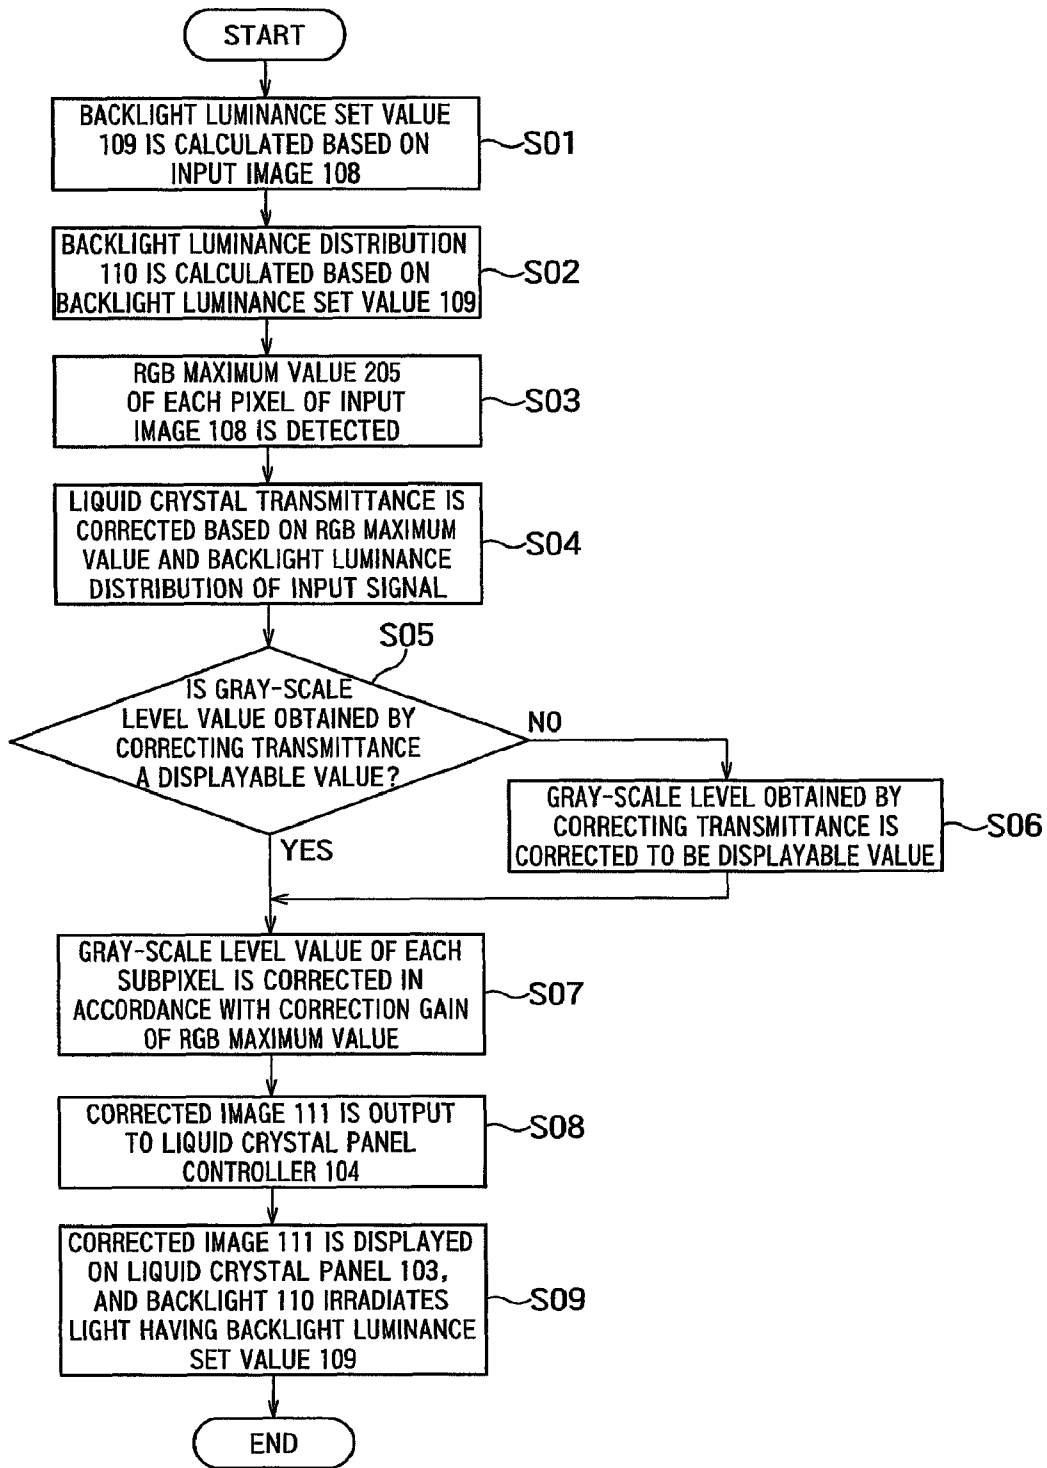 START
BACKLIGHT LUMINANCE SET VALUE
109 IS CALCULATED BASED ON
INPUT IMAGE 108
S01
BACKLIGHT LUMINANCE DISTRIBUTION
110 IS CALCULATED BASED ON
BACKLIGHT LUMINANCE SET VALUE 109
S02
RGB MAXIMUM VALUE 205
OF EACH PIXEL OF INPUT
IMAGE 108 IS DETECTED
S03
LIQUID CRYSTAL TRANSMITTANCE IS
CORRECTED BASED ON RGB MAXIMUM
VALUE AND BACKLIGHT LUMINANCE
DISTRIBUTION OF INPUT SIGNAL
S04
S05
IS GRAY-SCALE
LEVEL VALUE OBTAINED BY
CORRECTING TRANSMITTANCE
A DISPLAYABLE VALUE?
NO
YES
GRAY-SCALE LEVEL OBTAINED BY
CORRECTING TRANSMITTANCE IS
CORRECTED TO BE DISPLAYABLE VALUE
S06
GRAY-SCALE LEVEL VALUE OF EACH
SUBPIXEL IS CORRECTED IN
ACCORDANCE WITH CORRECTION GAIN
OF RGB MAXIMUM VALUE
S07
CORRECTED IMAGE 111 IS OUTPUT
TO LIQUID CRYSTAL PANEL
CONTROLLER 104
S08
CORRECTED IMAGE 111 IS DISPLAYED
ON LIQUID CRYSTAL PANEL 103,
AND BACKLIGHT 110 IRRADIATES
LIGHT HAVING BACKLIGHT LUMINANCE
SET VALUE 109
S09
END